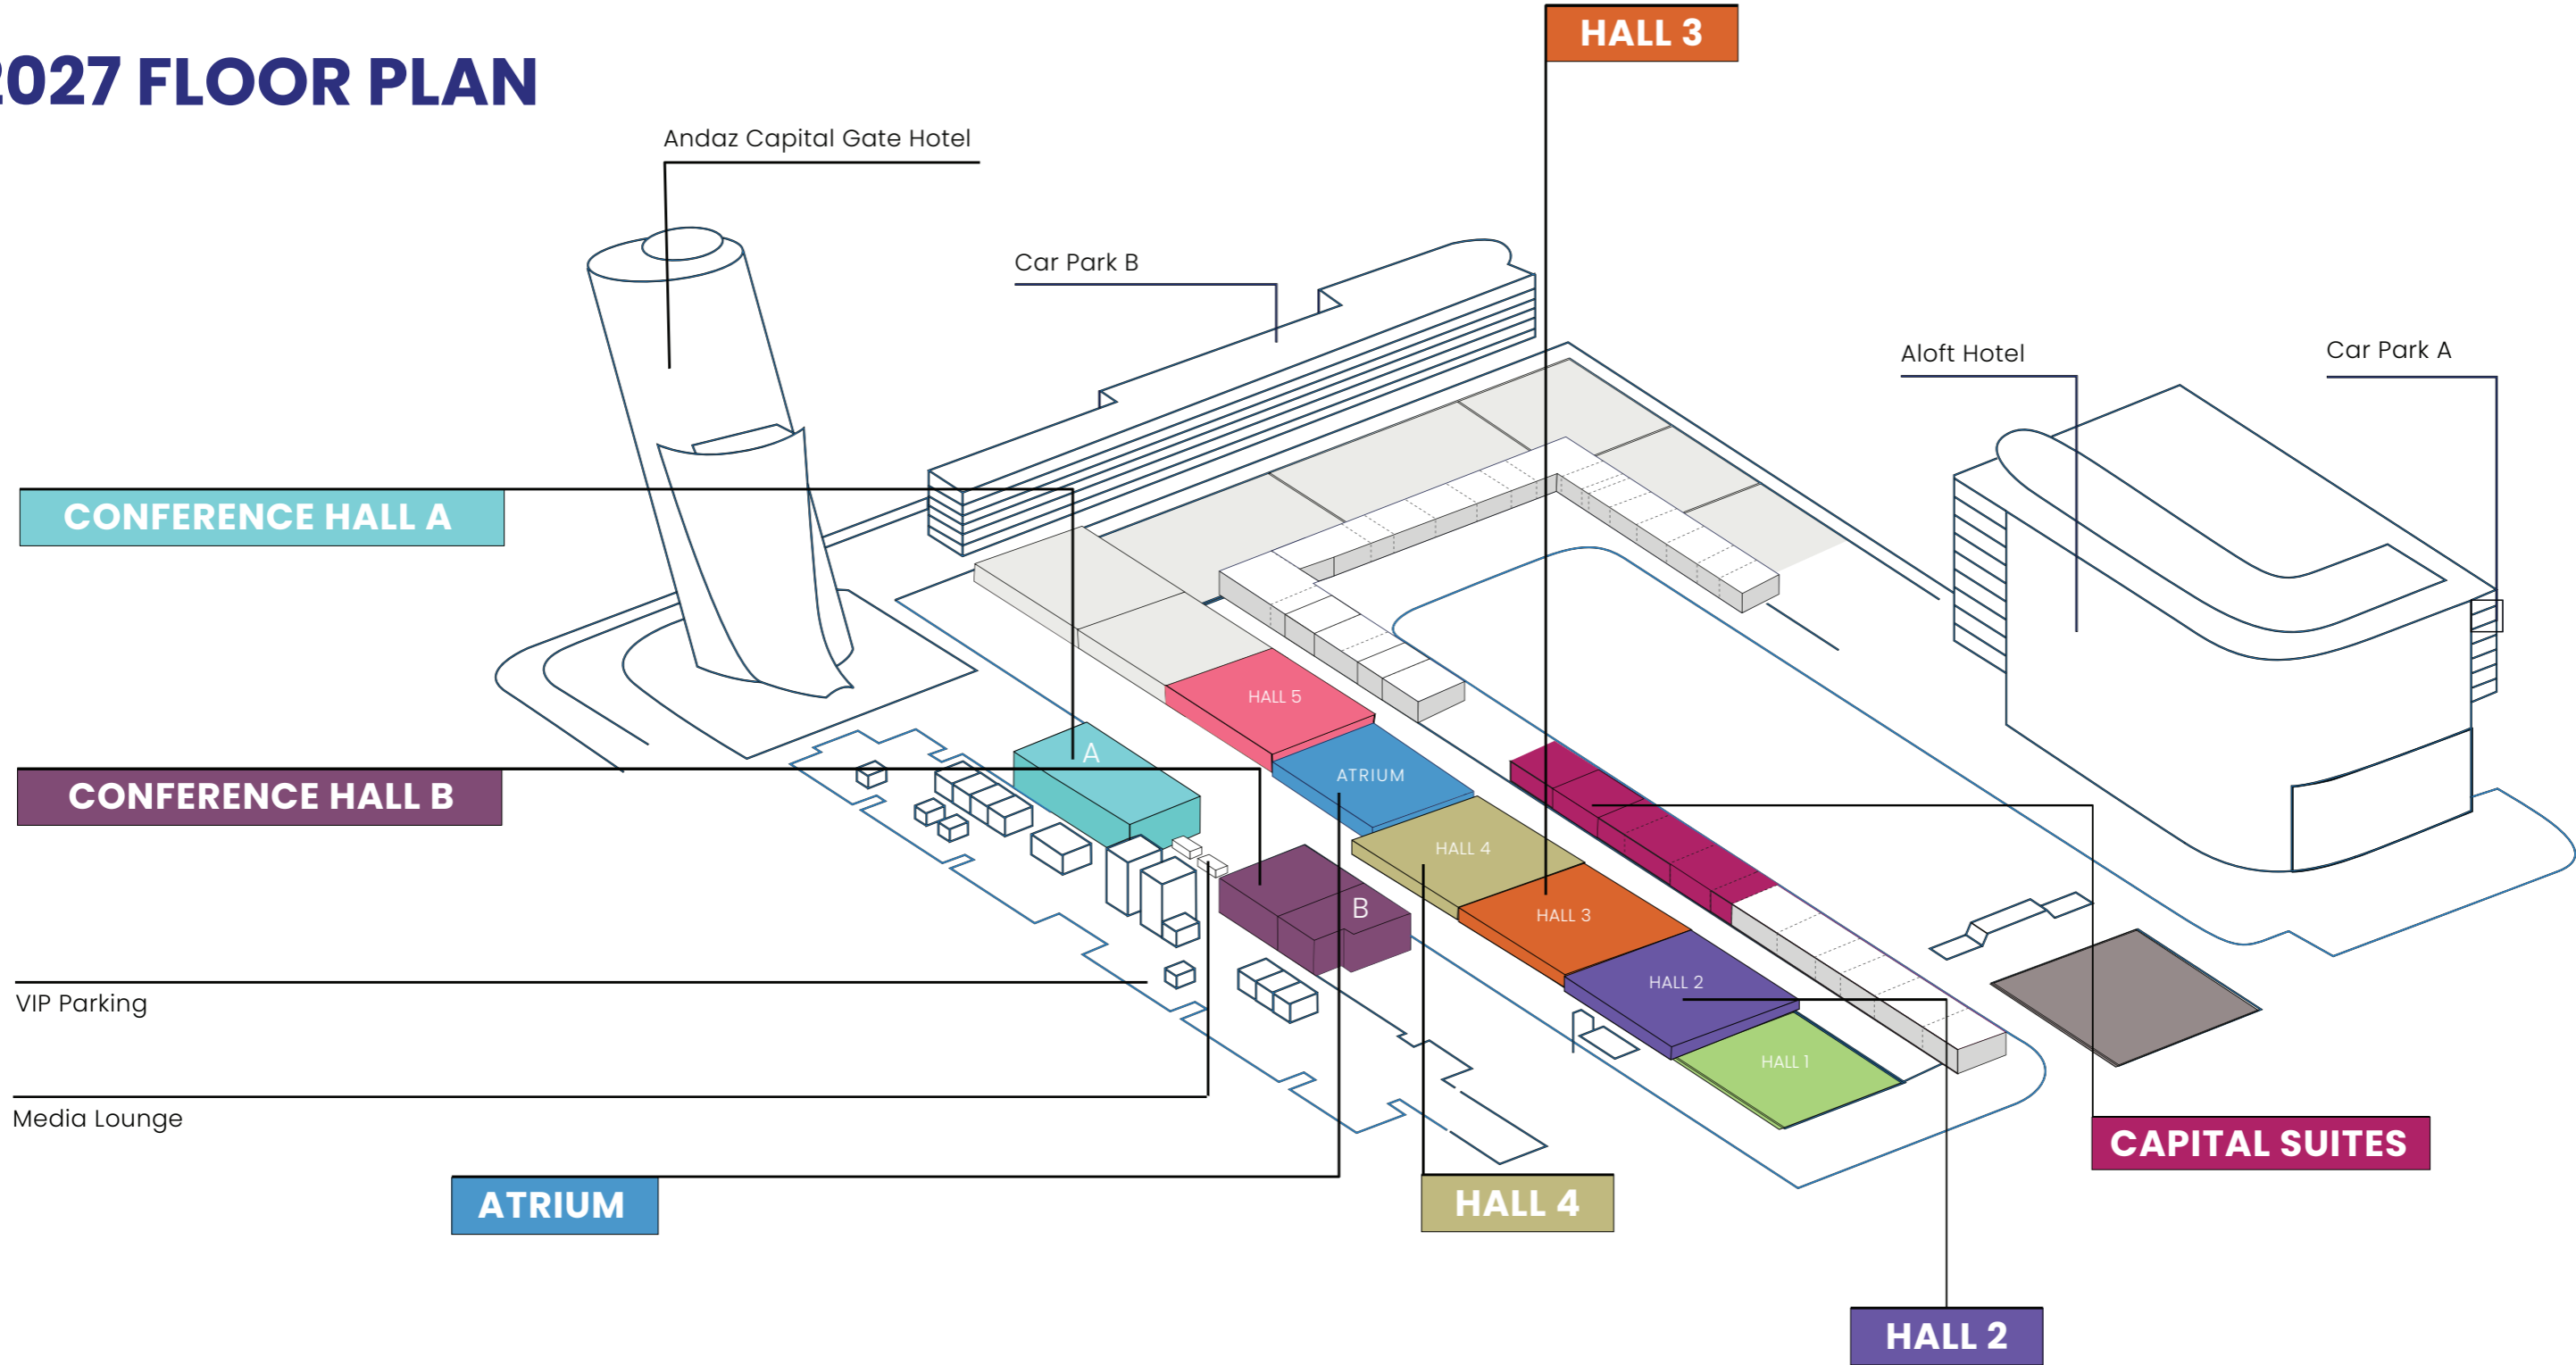 HALL 3
2027 FLOOR PLAN
Andaz Capital Gate Hotel
Car Park B
Aloft Hotel
Car Park A
CONFERENCE HALL A
HALL 5
A
ATRIUM
CONFERENCE HALL B
HALL 4
B
HALL 3
HALL 2
VIP Parking
HALL 1
Media Lounge
CAPITAL SUITES
ATRIUM
HALL 4
HALL 2